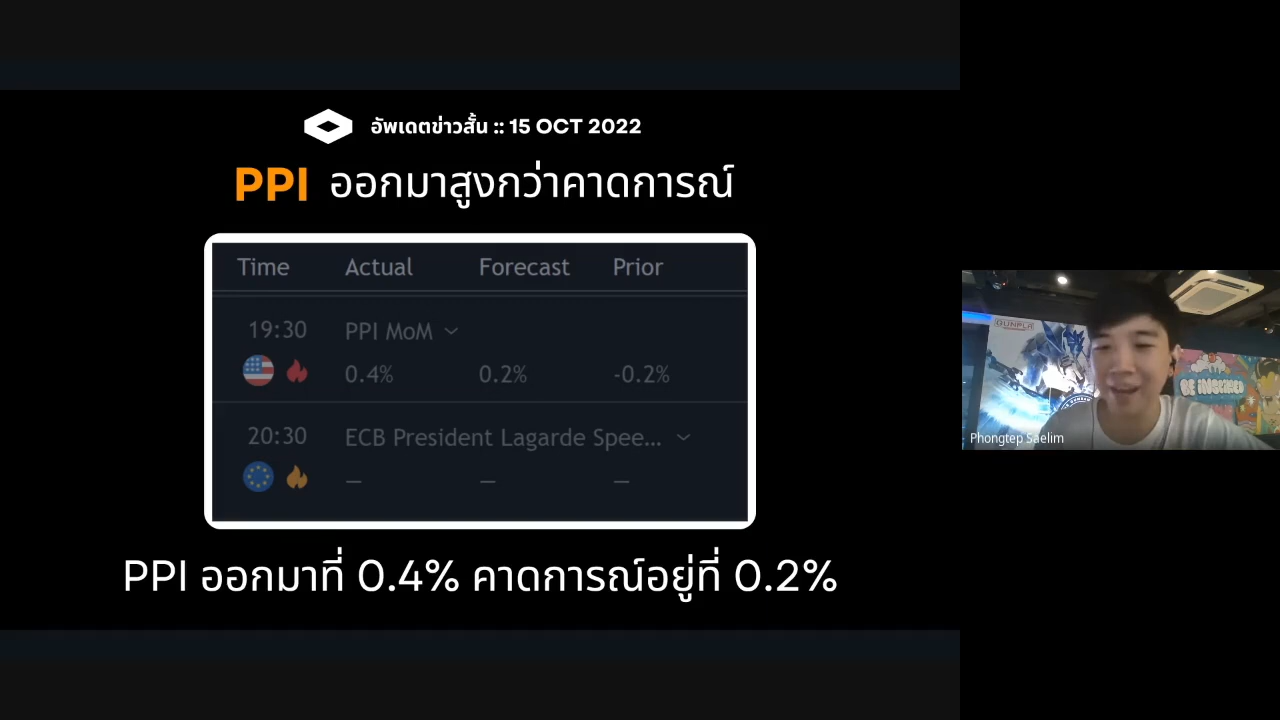 อัพเดตข่าวสั้น :: 15 OCT 2022
PPI ออกมาสูงกว่าคาดการณ์
Time Actual Forecast Prior
19:30 PPI MoM
0.4% 0.2% -0.2%
20:30 ECB President Lagarde Spee...
– – –
PPI ออกมาที่ 0.4% คาดการณ์อยู่ที่ 0.2%
GUNPLA
Phongtep Saelim